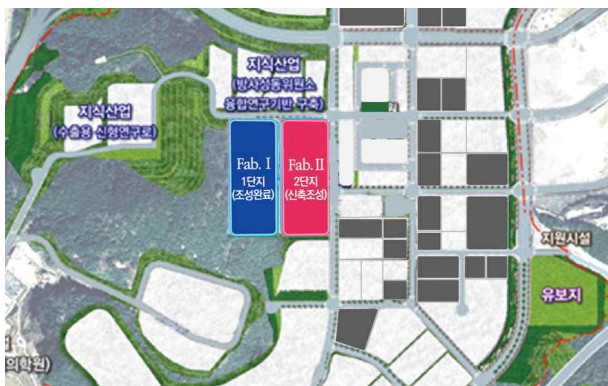 지식산업
(방사성동위원소
융합연구기반 구축)
지식산업
(수출용 신형연구로)
Fab. I
1단지
(조성완료)
Fab. II
2단지
(신축조성)
지원시설
유보지
의학원)